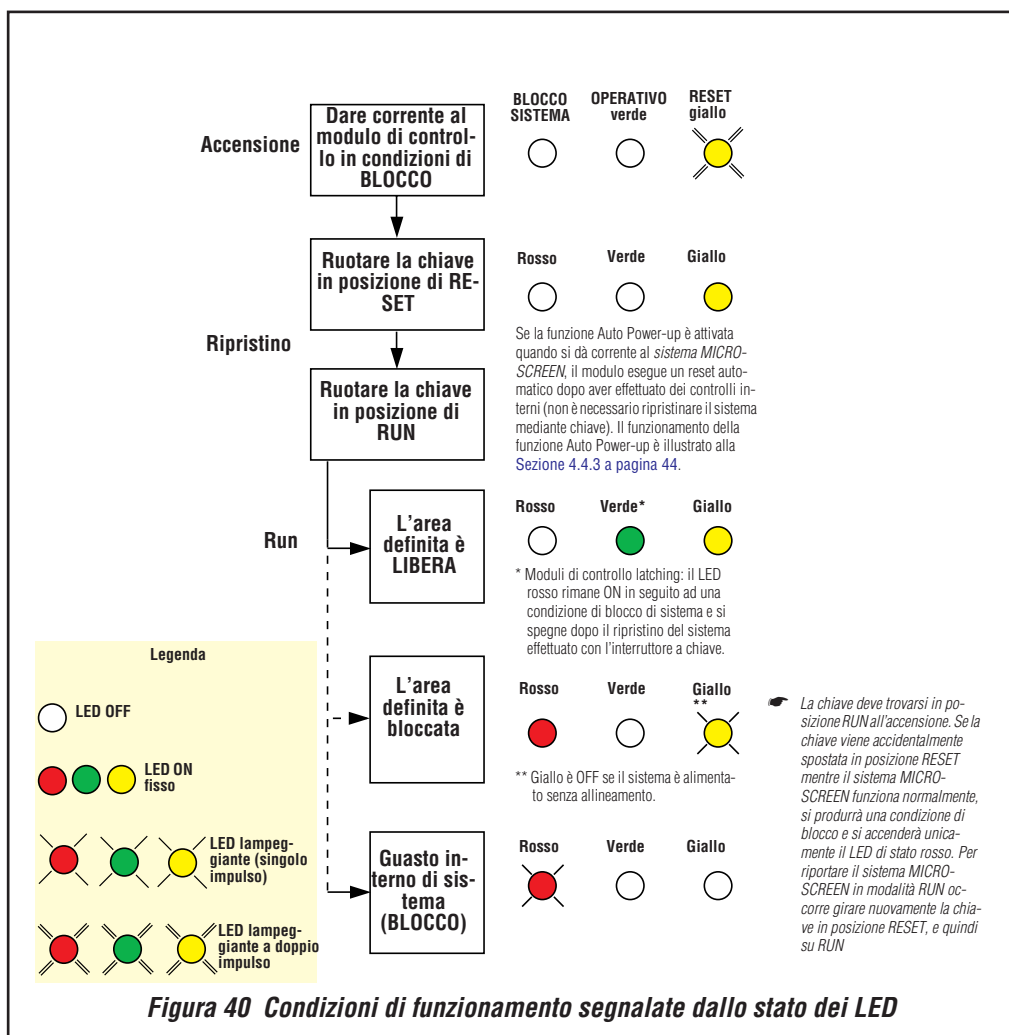 Accensione
Dare corrente al
modulo di control-
lo in condizioni di
BLOCCO
BLOCCO
SISTEMA
OPERATIVO
verde
RESET
giallo
Ruotare la chiave
in posizione di RE-
SET
Rosso
Verde
Giallo
Ripristino
Se la funzione Auto Power-up è attivata
quando si dà corrente al sistema MICRO-
SCREEN, il modulo esegue un reset auto-
matico dopo aver effettuato dei controlli in-
terni (non è necessario ripristinare il sistema
mediante chiave). Il funzionamento della
funzione Auto Power-up è illustrato alla
Sezione 4.4.3 a pagina 44.
Ruotare la chiave
in posizione di
RUN
Run
L'area
definita è
LIBERA
Rosso
Verde*
Giallo
* Moduli di controllo latching: il LED
rosso rimane ON in seguito ad una
condizione di blocco di sistema e si
spegne dopo il ripristino del sistema
effettuato con l'interruttore a chiave.
L'area
definita è
bloccata
Rosso
Verde
Giallo
**
** Giallo è OFF se il sistema è alimenta-
to senza allineamento.
La chiave deve trovarsi in po-
sizione RUN all'accensione. Se la
chiave viene accidentalmente
spostata in posizione RESET
mentre il sistema MICRO-
SCREEN funziona normalmente,
si produrrà una condizione di
blocco e si accenderà unica-
mente il LED di stato rosso. Per
riportare il sistema MICRO-
SCREEN in modalità RUN oc-
corre girare nuovamente la chia-
ve in posizione RESET, e quindi
su RUN
Guasto in-
terno di sis-
tema
(BLOCCO)
Rosso
Verde
Giallo
Legenda
LED OFF
LED ON
fisso
LED lampeg-
giante (singolo
impulso)
LED lampeg-
giante a doppio
impulso
Figura 40 Condizioni di funzionamento segnalate dallo stato dei LED